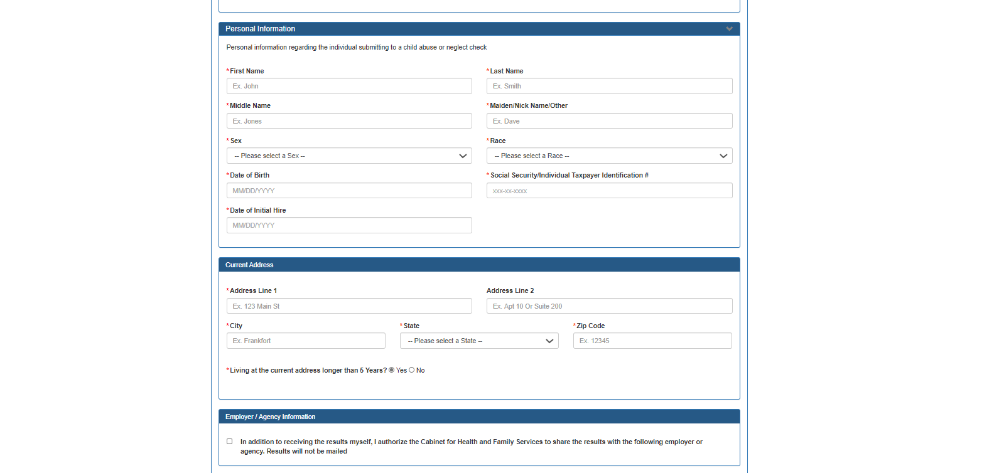 Personal Information
Personal information regarding the individual submitting to a child abuse or neglect check
* First Name
* Last Name
Ex. John
Ex. Smith
* Middle Name
* Maiden/Nick Name/Other
Ex. Jones
Ex. Dave
* Sex
* Race
-- Please select a Sex --
-- Please select a Race --
* Date of Birth
* Social Security/Individual Taxpayer Identification #
MM/DD/YYYY
xxx-xx-xxxx
* Date of Initial Hire
MM/DD/YYYY
Current Address
* Address Line 1
Address Line 2
Ex. 123 Main St
Ex. Apt 10 Or Suite 200
* City
* State
* Zip Code
Ex. Frankfort
-- Please select a State --
Ex. 12345
* Living at the current address longer than 5 Years? Yes No
Employer / Agency Information
In addition to receiving the results myself, I authorize the Cabinet for Health and Family Services to share the results with the following employer or
agency. Results will not be mailed